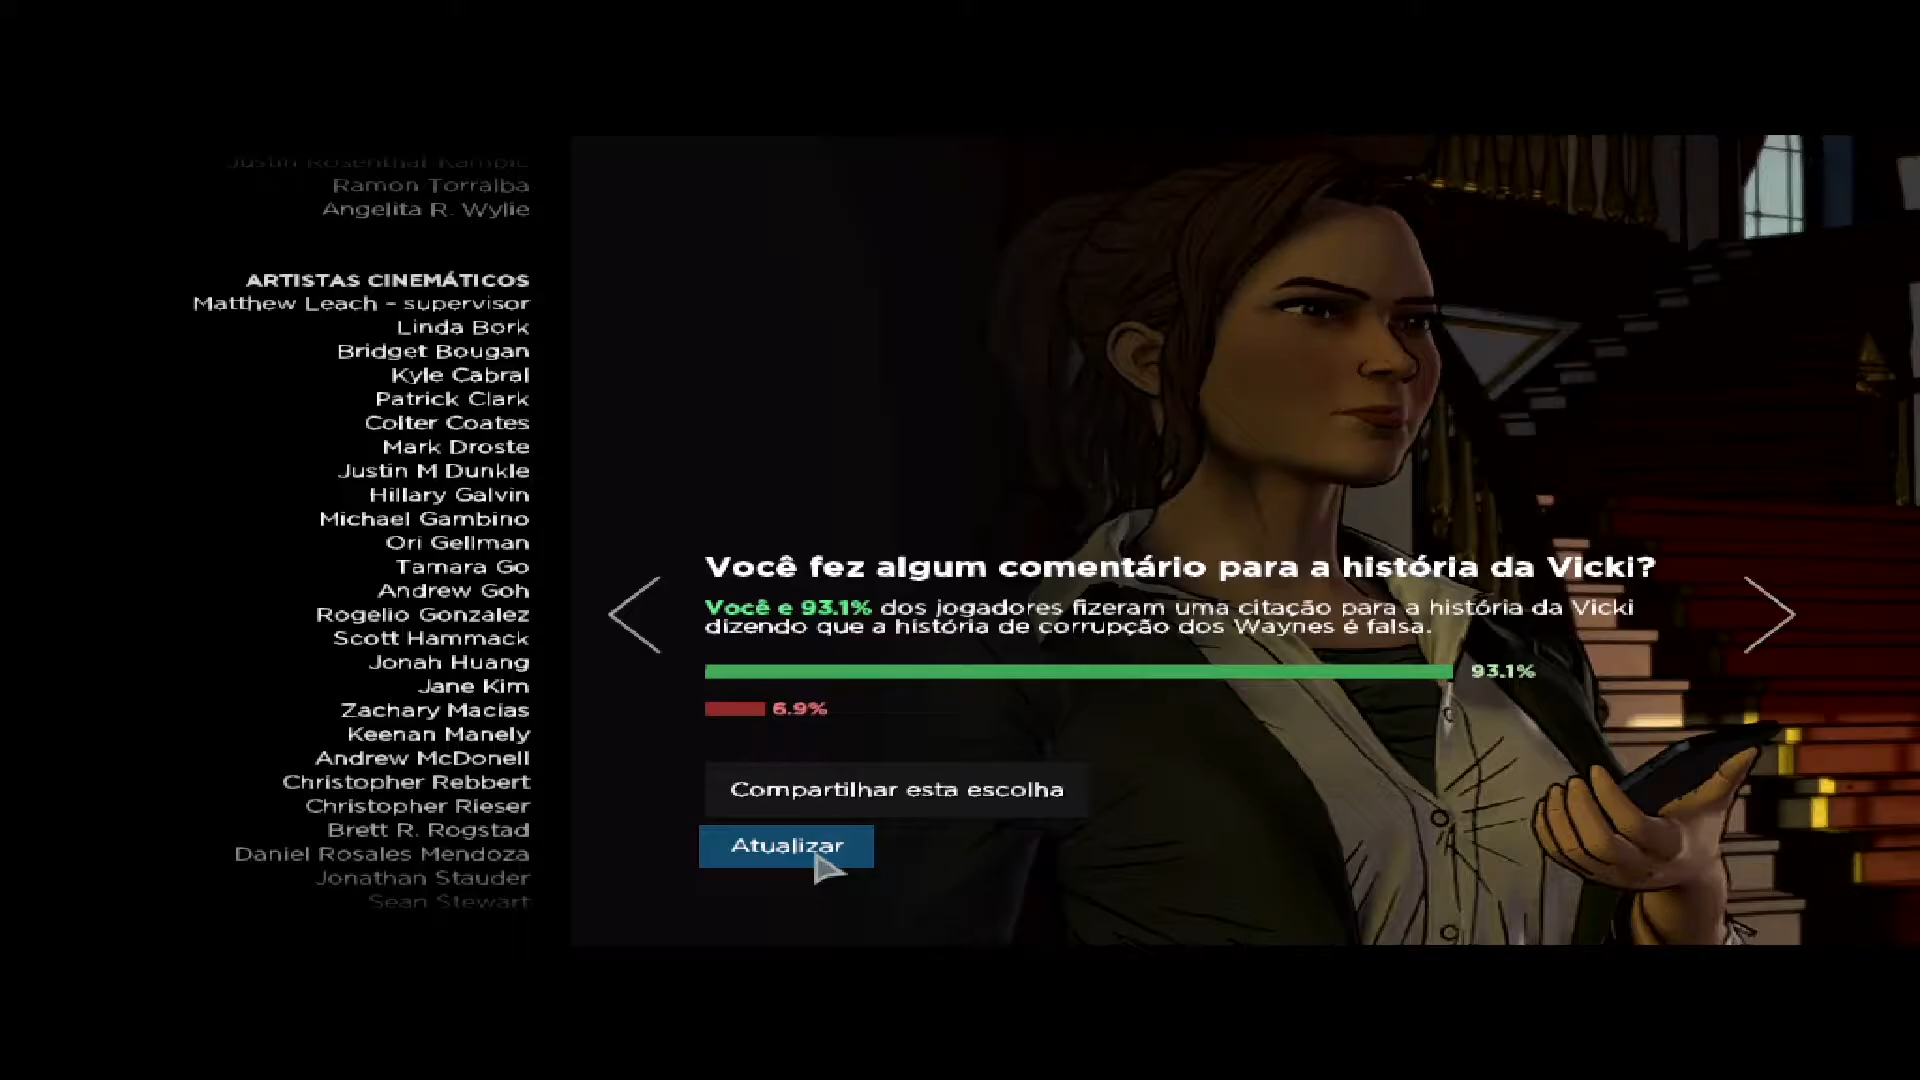 Justin Rosenthal Kambic
Ramon Torralba
Angelita R. Wylie
ARTISTAS CINEMÁTICOS
Matthew Leach – supervisor
Linda Bork
Bridget Bougan
Kyle Cabral
Patrick Clark
Colter Coates
Mark Droste
Justin M Dunkle
Hillary Galvin
Michael Gambino
Ori Gellman
Tamara Go
Andrew Goh
Rogelio González
Scott Hammack
Jonah Huang
Jane Kim
Zachary Macias
Keenan Manely
Andrew McDonell
Christopher Rebbert
Christopher Rieser
Brett R. Rogstad
Daniel Rosales Mendoza
Jonathan Stauder
Sean Stewart
Você fez algum comentário para a história da Vicki?
Você e 93.1% dos jogadores fizeram uma citação para a história da Vicki
dizendo que a história de corrupção dos Waynes é falsa.
93.1%
6.9%
Compartilhar esta escolha
Atualizar